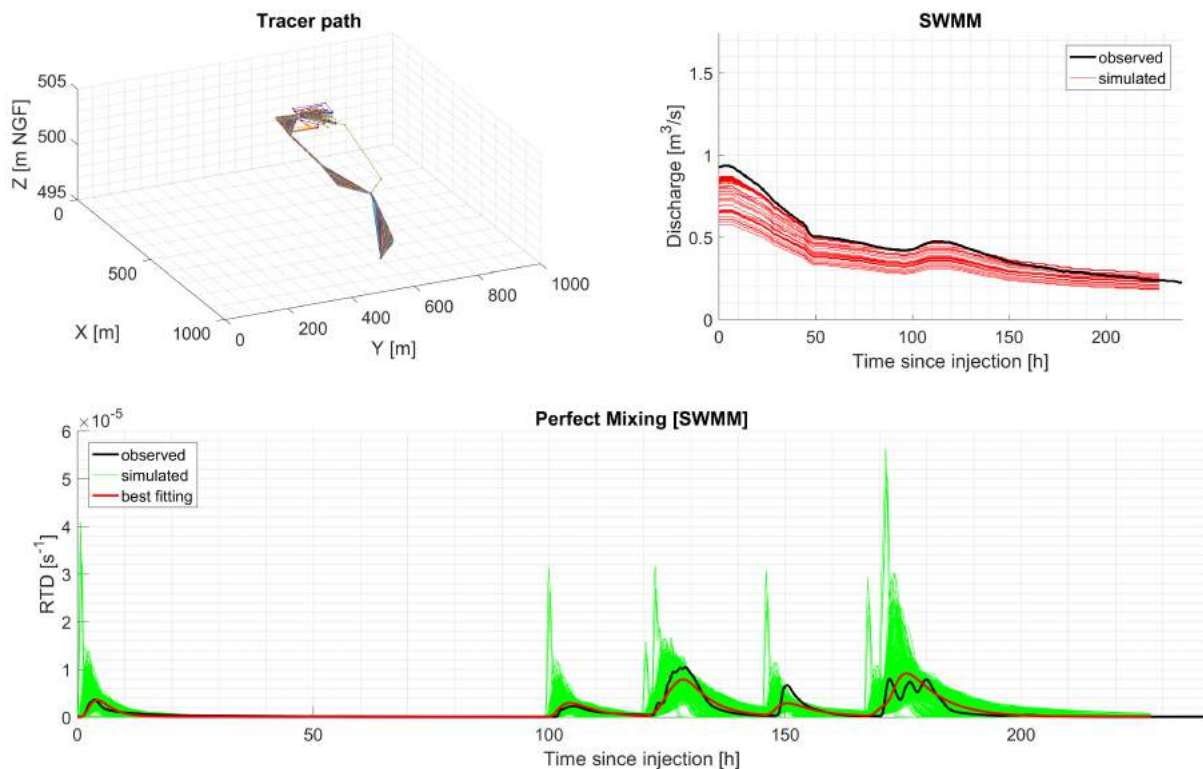 Tracer path
505
500
495
Z [m NGF]
0
500
1000
X [m]
0
200
400
600
800
1000
Y [m]
SWMM
observed
simulated
1.5
1
0.5
0
Discharge [m³/s]
0
50
100
150
200
Time since injection [h]
×10⁻⁵
Perfect Mixing [SWMM]
observed
simulated
best fitting
6
5
4
3
2
1
0
RTD [s⁻¹]
0
50
100
150
200
Time since injection [h]